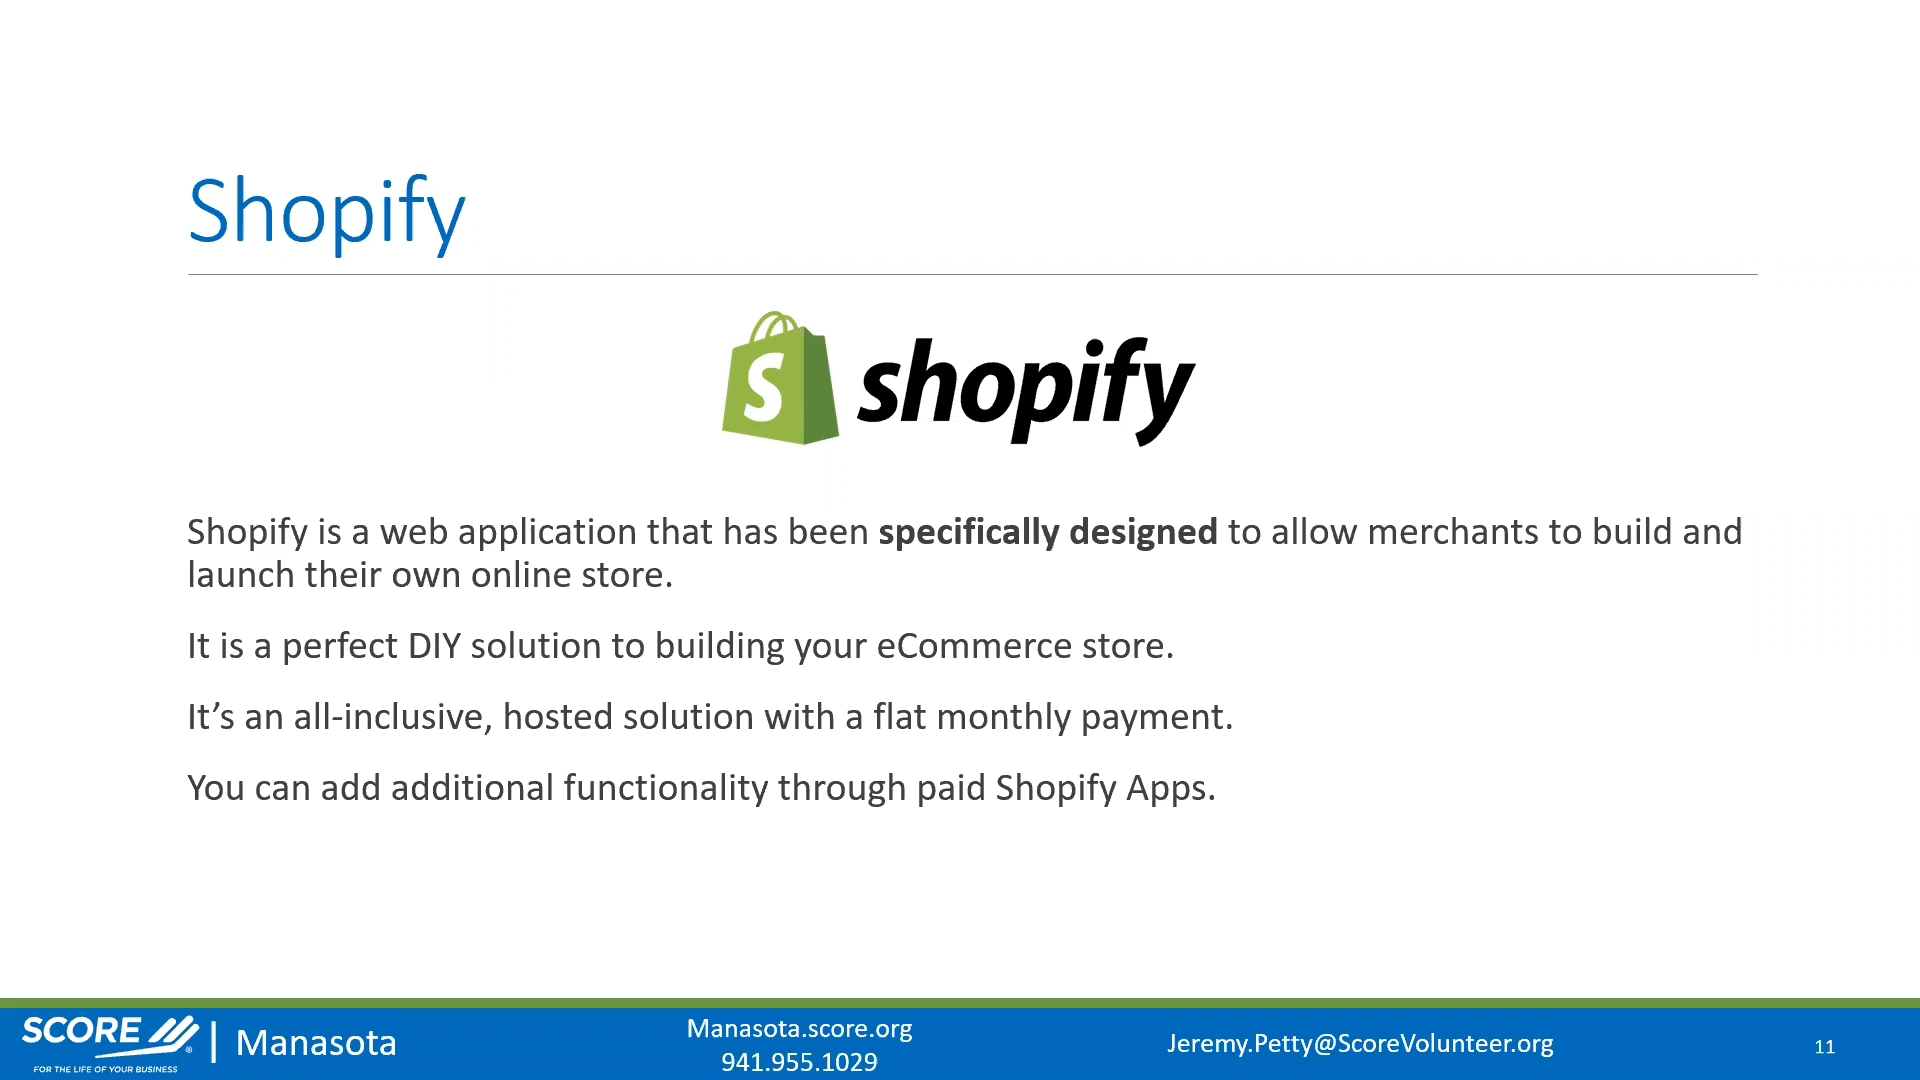 Shopify
S shopify
Shopify is a web application that has been specifically designed to allow merchants to build and
launch their own online store.
It is a perfect DIY solution to building your eCommerce store.
It’s an all-inclusive, hosted solution with a flat monthly payment.
You can add additional functionality through paid Shopify Apps.
SCORE ® | Manasota
FOR THE LIFE OF YOUR BUSINESS
Manasota.score.org
941.955.1029
Jeremy.Petty@ScoreVolunteer.org
11